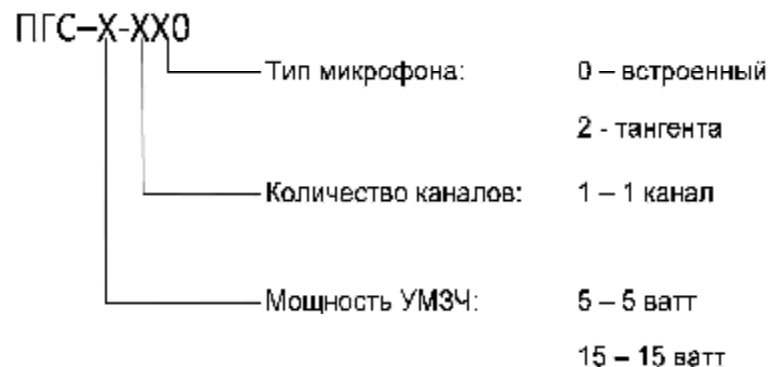 ПГС–X-XX0
Тип микрофона: 0 – встроенный
2 - тангента
Количество каналов: 1 – 1 канал
Мощность УМЗЧ: 5 – 5 ватт
15 – 15 ватт